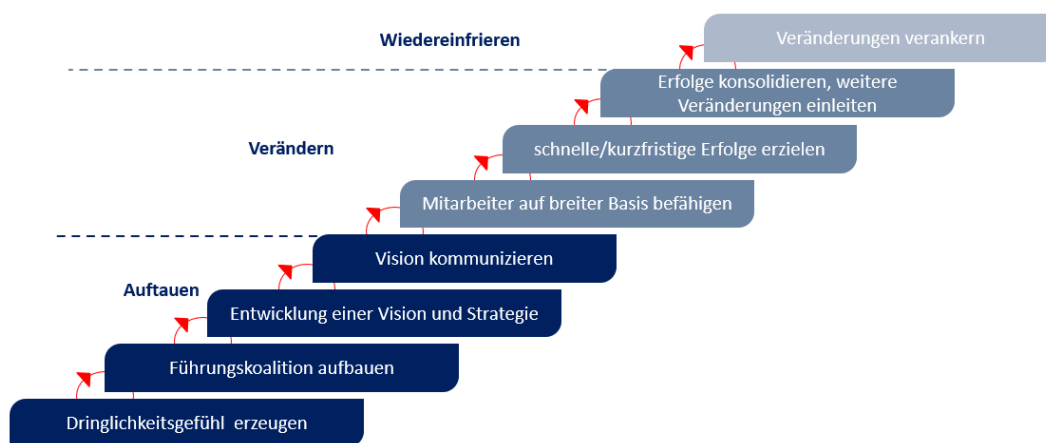 Wiedereinfrieren
Veränderungen verankern
Erfolge konsolidieren, weitere
Veränderungen einleiten
Verändern
schnelle/kurzfristige Erfolge erzielen
Mitarbeiter auf breiter Basis befähigen
Vision kommunizieren
Auftauen
Entwicklung einer Vision und Strategie
Führungskoalition aufbauen
Dringlichkeitsgefühl erzeugen